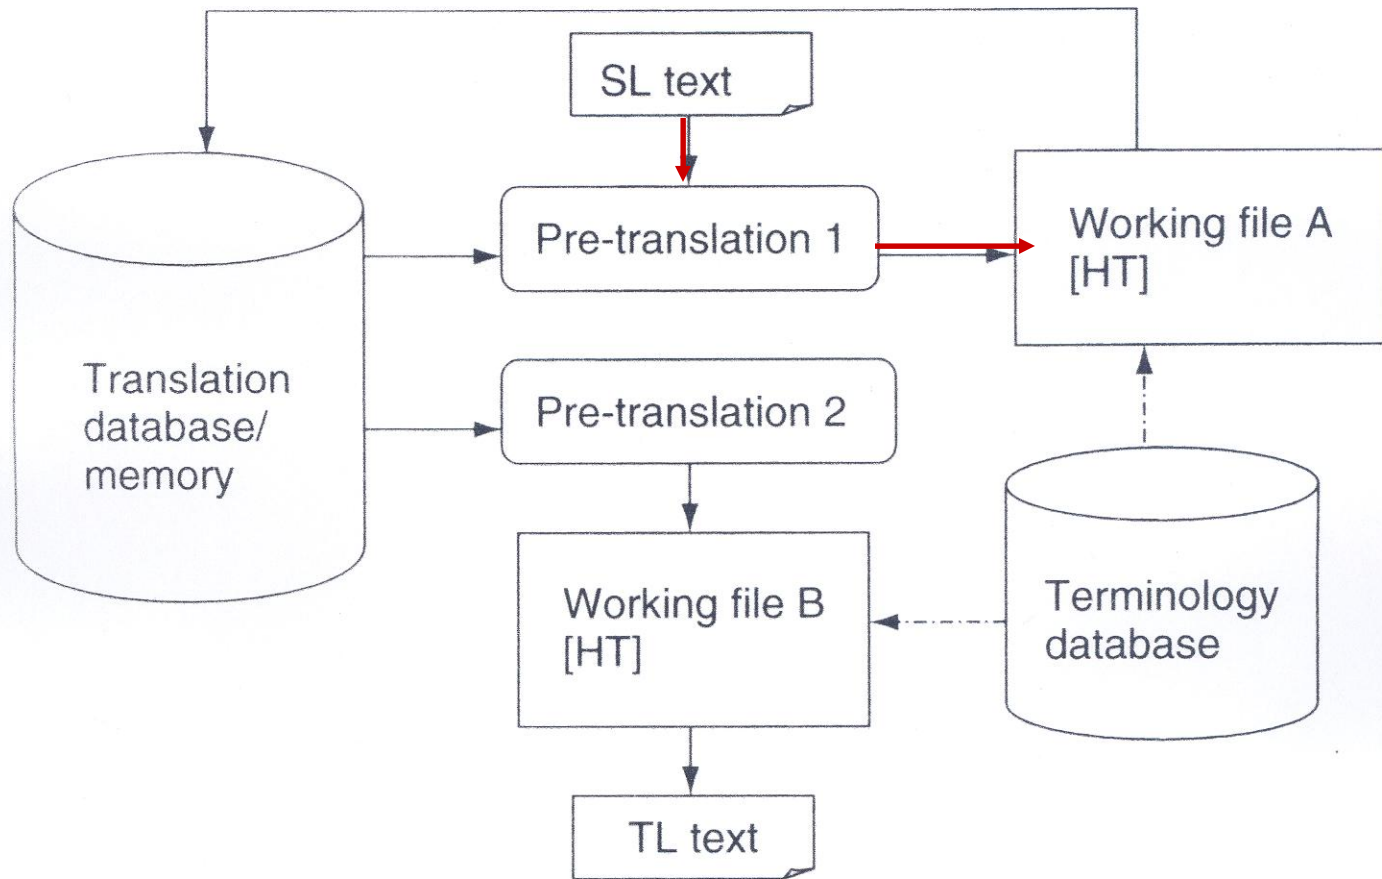 SL text
Pre-translation 1
Working file A
[HT]
Translation
database/
memory
Pre-translation 2
Working file B
[HT]
Terminology
database
TL text